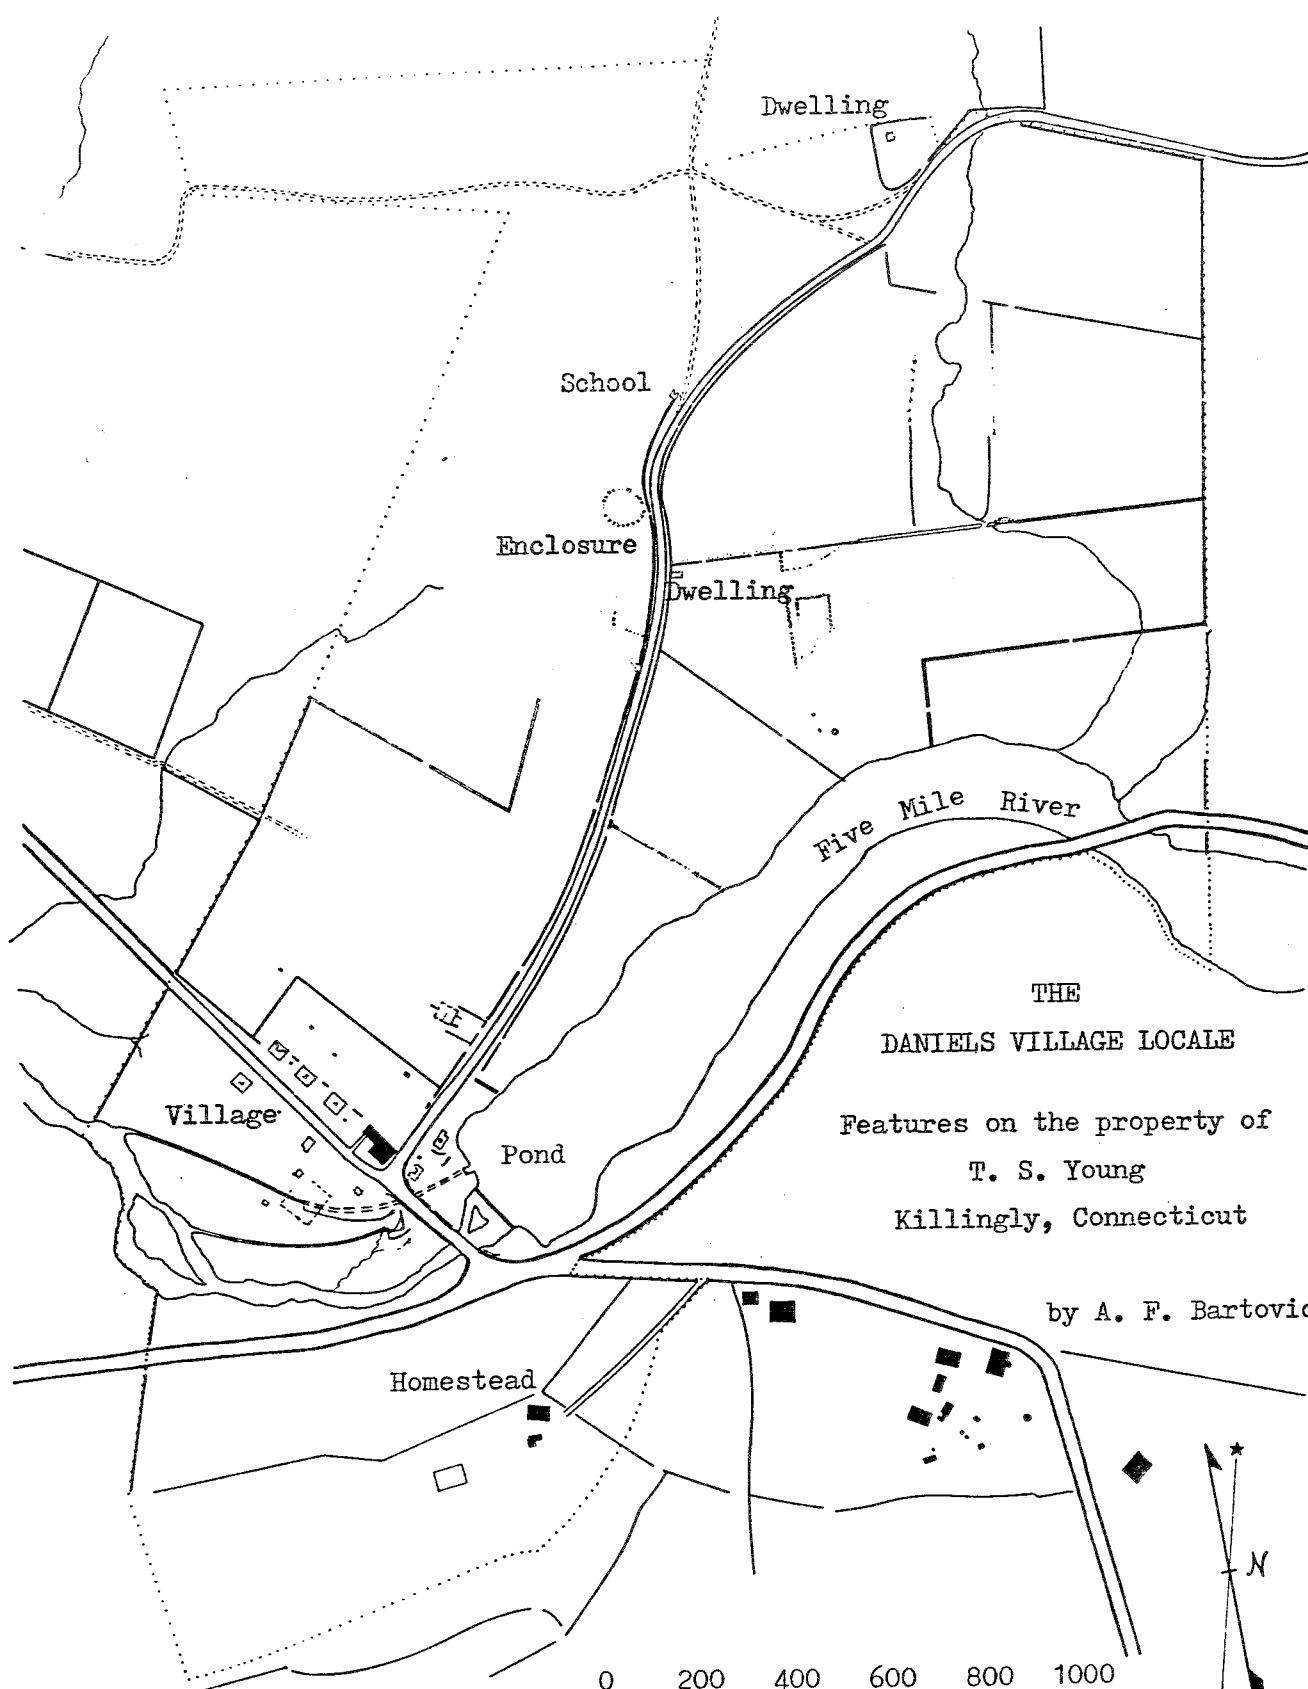 Dwelling
School
Enclosure
Dwelling
Five Mile River
THE
DANIELS VILLAGE LOCALE
Features on the property of
T. S. Young
Killingly, Connecticut
by A. F. Bartovic
Village
Pond
Homestead
N
0 200 400 600 800 1000